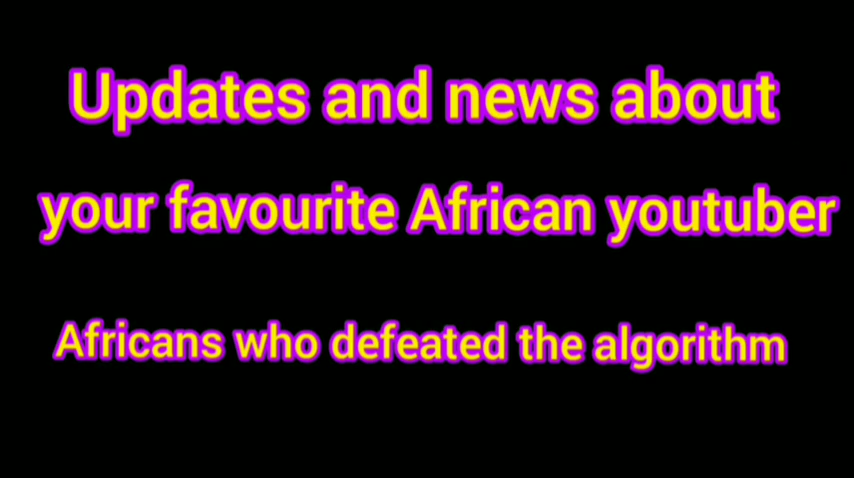 Updates and news about
your favourite African youtuber
Africans who defeated the algorithm